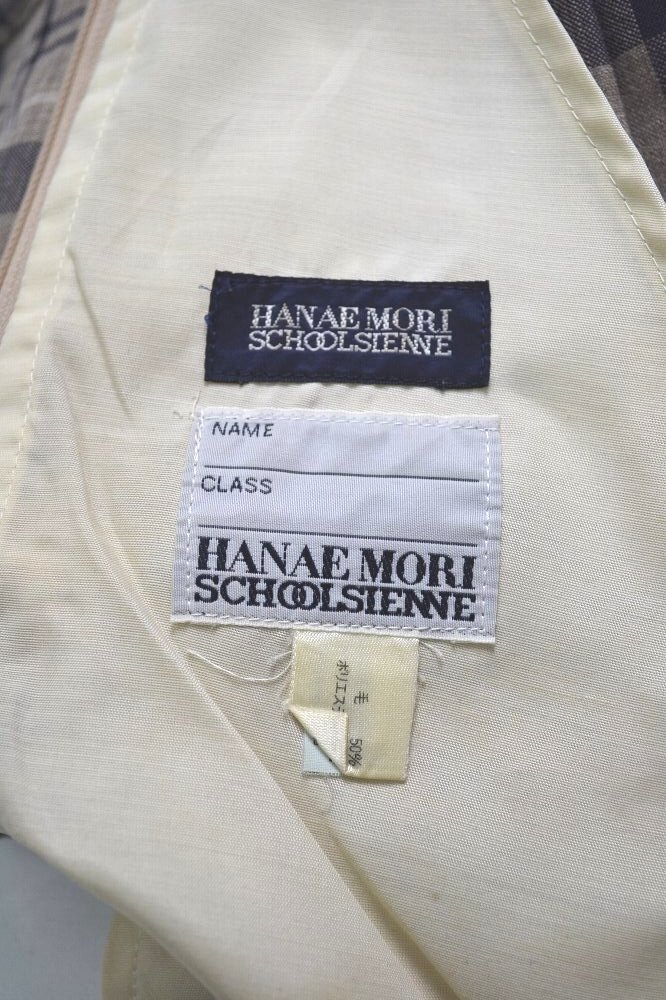 HANAE MORI
SCHOOLSIENNE
NAME
CLASS
HANAE MORI
SCHOOLSIENNE
毛 50%